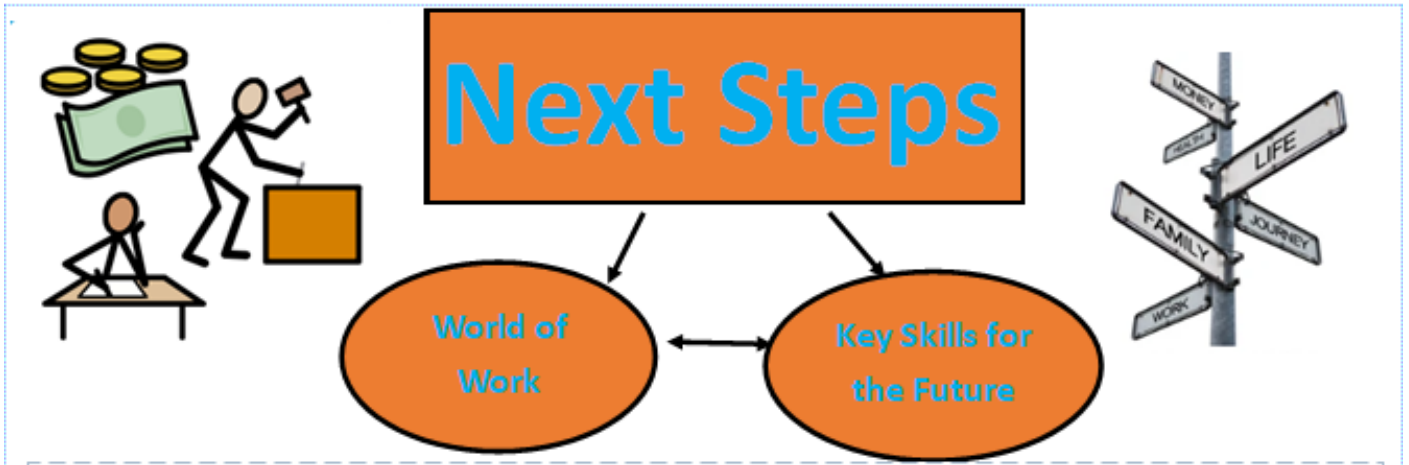 Next Steps
World of
Work
Key Skills for
the Future
MONEY
HEALTH
LIFE
FAMILY
JOURNEY
WORK